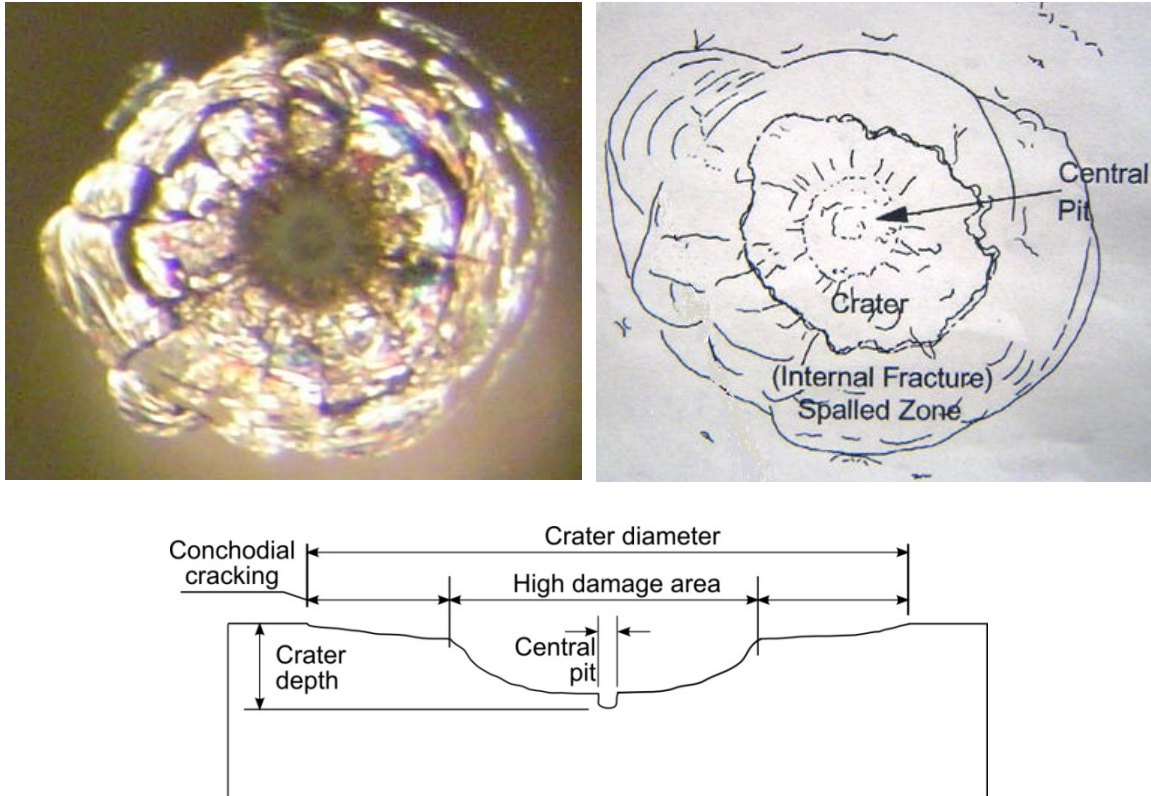 Central
Pit
Crater
(Internal Fracture)
Spalled Zone
Conchodial
cracking
Crater diameter
High damage area
Central
pit
Crater
depth